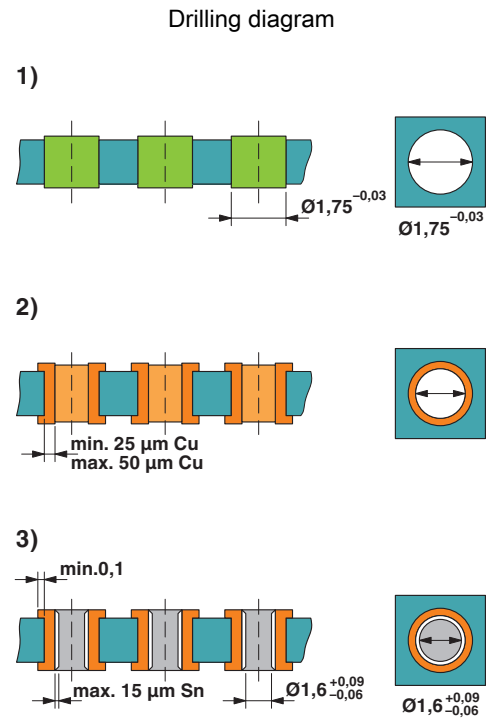 Drilling diagram
1)
Ø1,75 −0,03
Ø1,75 −0,03
2)
min. 25 µm Cu
max. 50 µm Cu
3)
min.0,1
max. 15 µm Sn
Ø1,6 +0,09 −0,06
Ø1,6 +0,09 −0,06